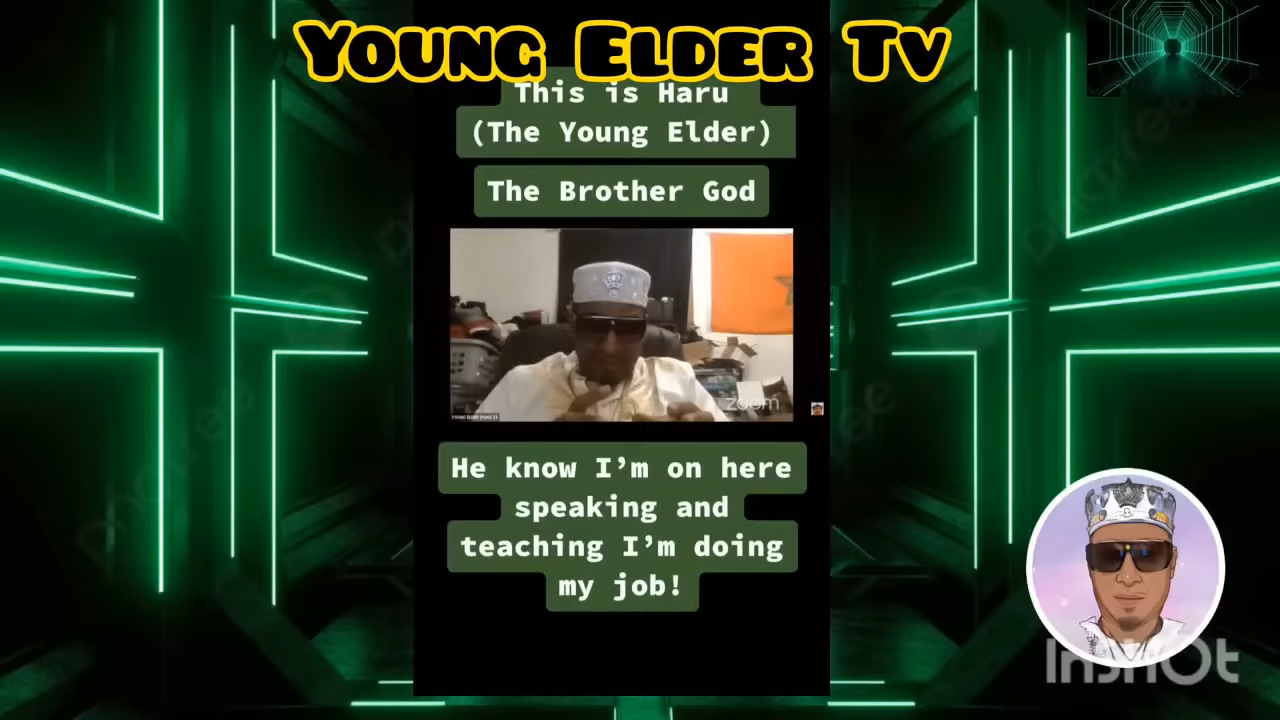 Young Elder Tv
This is Haru
(The Young Elder)
The Brother God
zoom
He know I’m on here
speaking and
teaching I’m doing
my job!
InShot